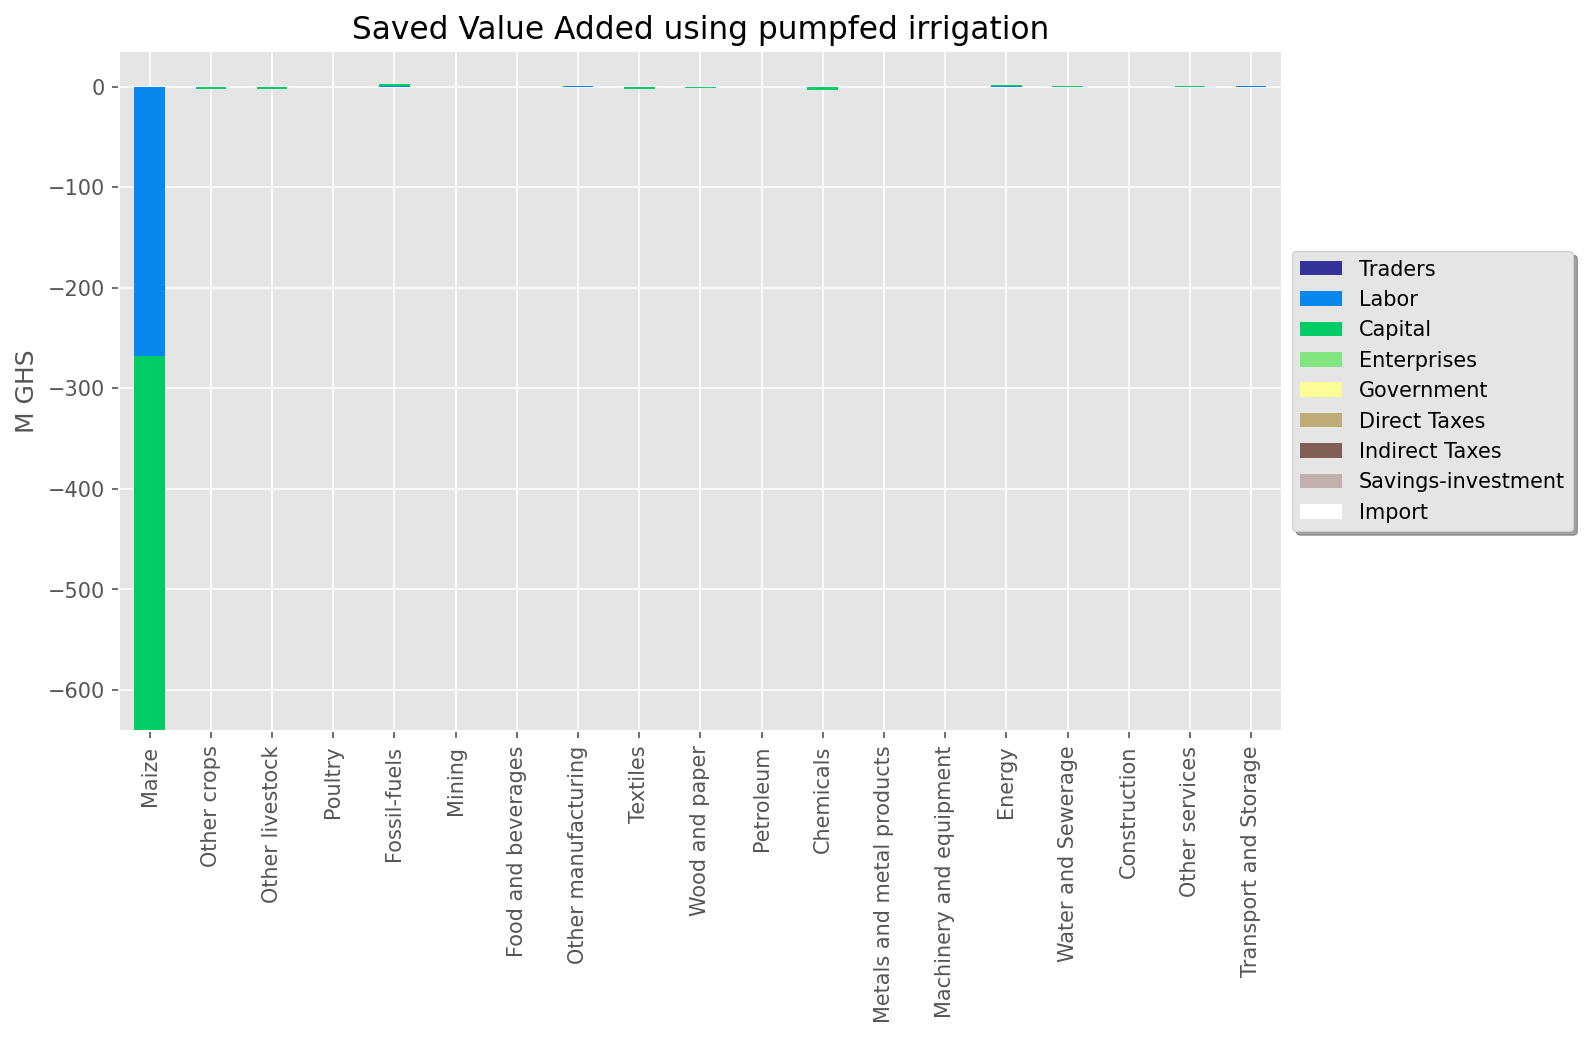 Saved Value Added using pumpfed irrigation
M GHS
0
−100
−200
−300
−400
−500
−600
Maize
Other crops
Other livestock
Poultry
Fossil-fuels
Mining
Food and beverages
Other manufacturing
Textiles
Wood and paper
Petroleum
Chemicals
Metals and metal products
Machinery and equipment
Energy
Water and Sewerage
Construction
Other services
Transport and Storage
Traders
Labor
Capital
Enterprises
Government
Direct Taxes
Indirect Taxes
Savings-investment
Import